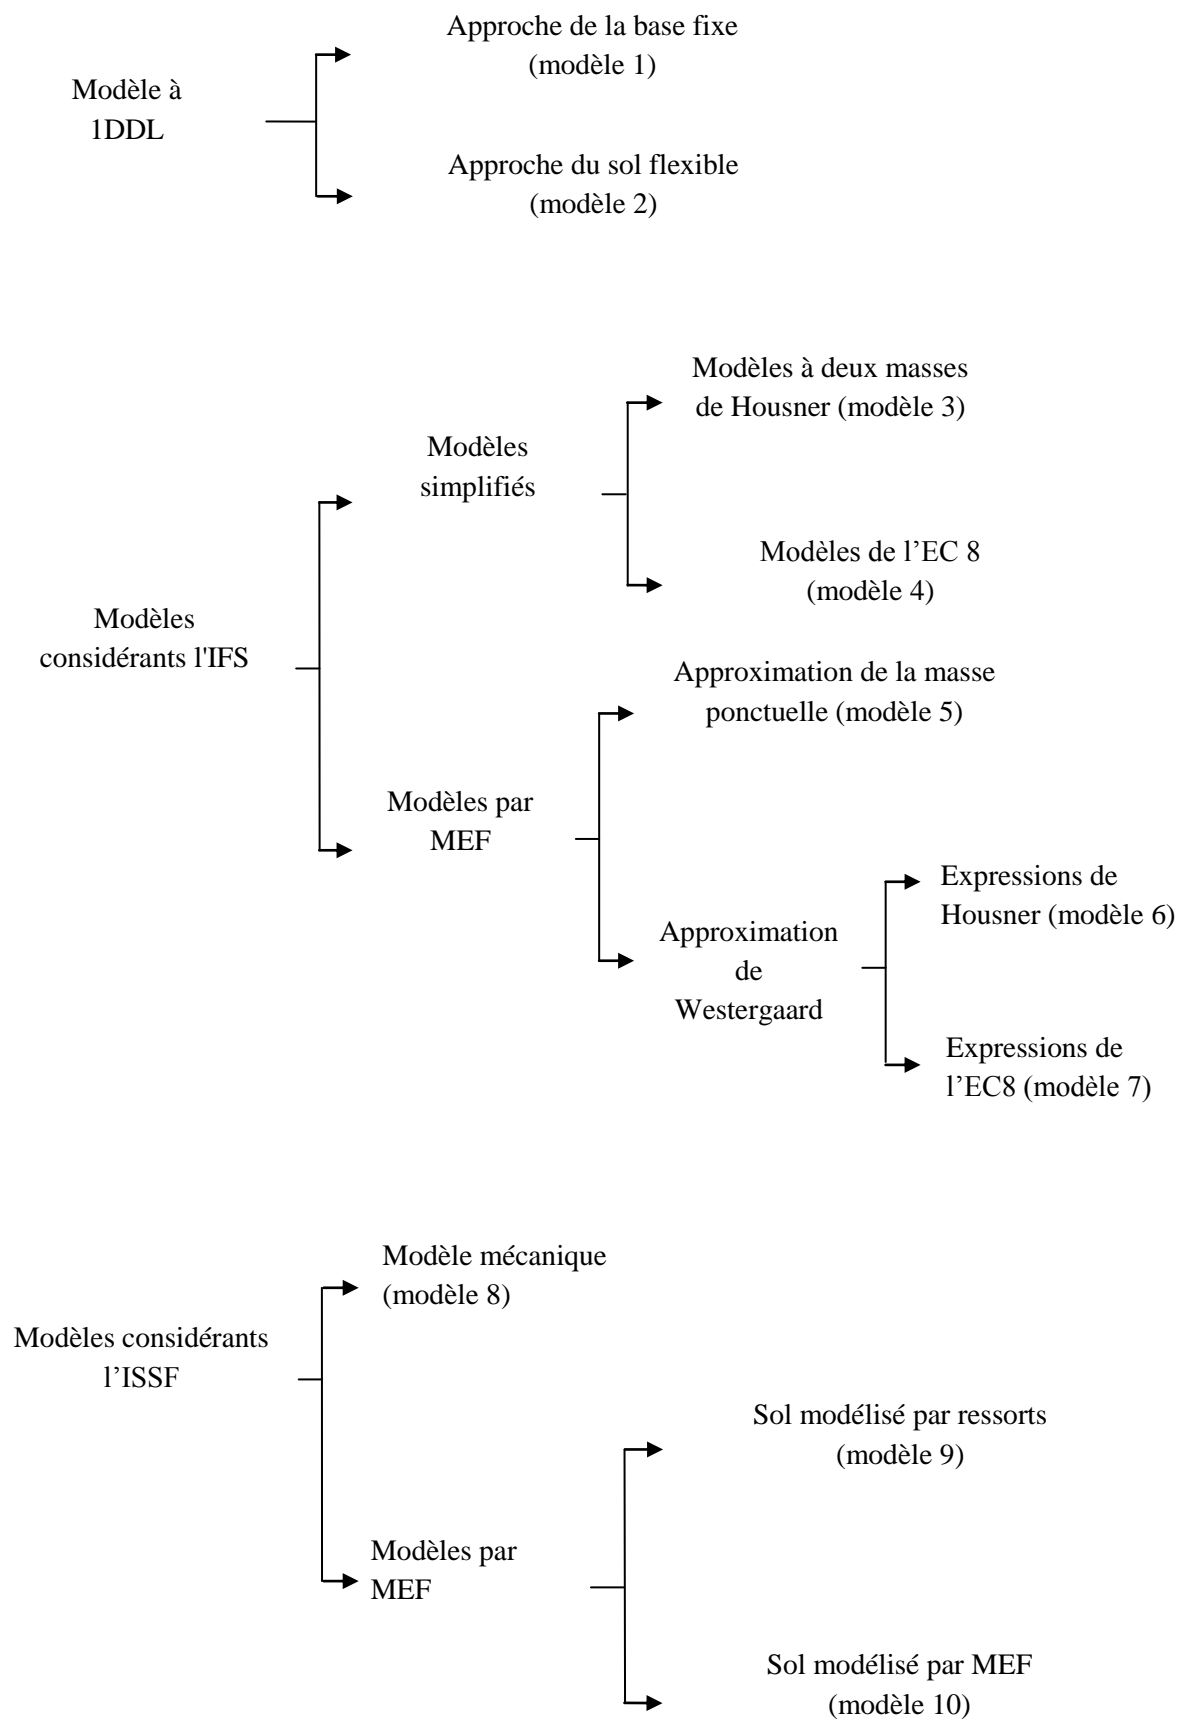 Approche de la base fixe
(modèle 1)
Modèle à
1DDL
Approche du sol flexible
(modèle 2)
Modèles à deux masses
de Housner (modèle 3)
Modèles
simplifiés
Modèles de l’EC 8
(modèle 4)
Modèles
considérants l'IFS
Approximation de la masse
ponctuelle (modèle 5)
Modèles par
MEF
Expressions de
Housner (modèle 6)
Approximation
de
Westergaard
Expressions de
l’EC8 (modèle 7)
Modèle mécanique
(modèle 8)
Modèles considérants
l’ISSF
Sol modélisé par ressorts
(modèle 9)
Modèles par
MEF
Sol modélisé par MEF
(modèle 10)